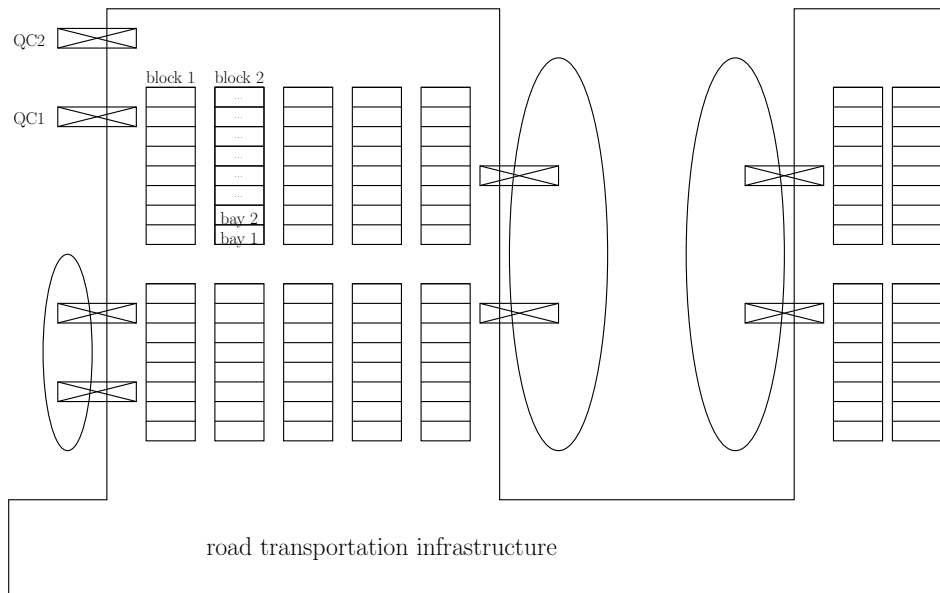 QC2
block 1
block 2
...
QC1
...
...
...
...
...
bay 2
bay 1
road transportation infrastructure